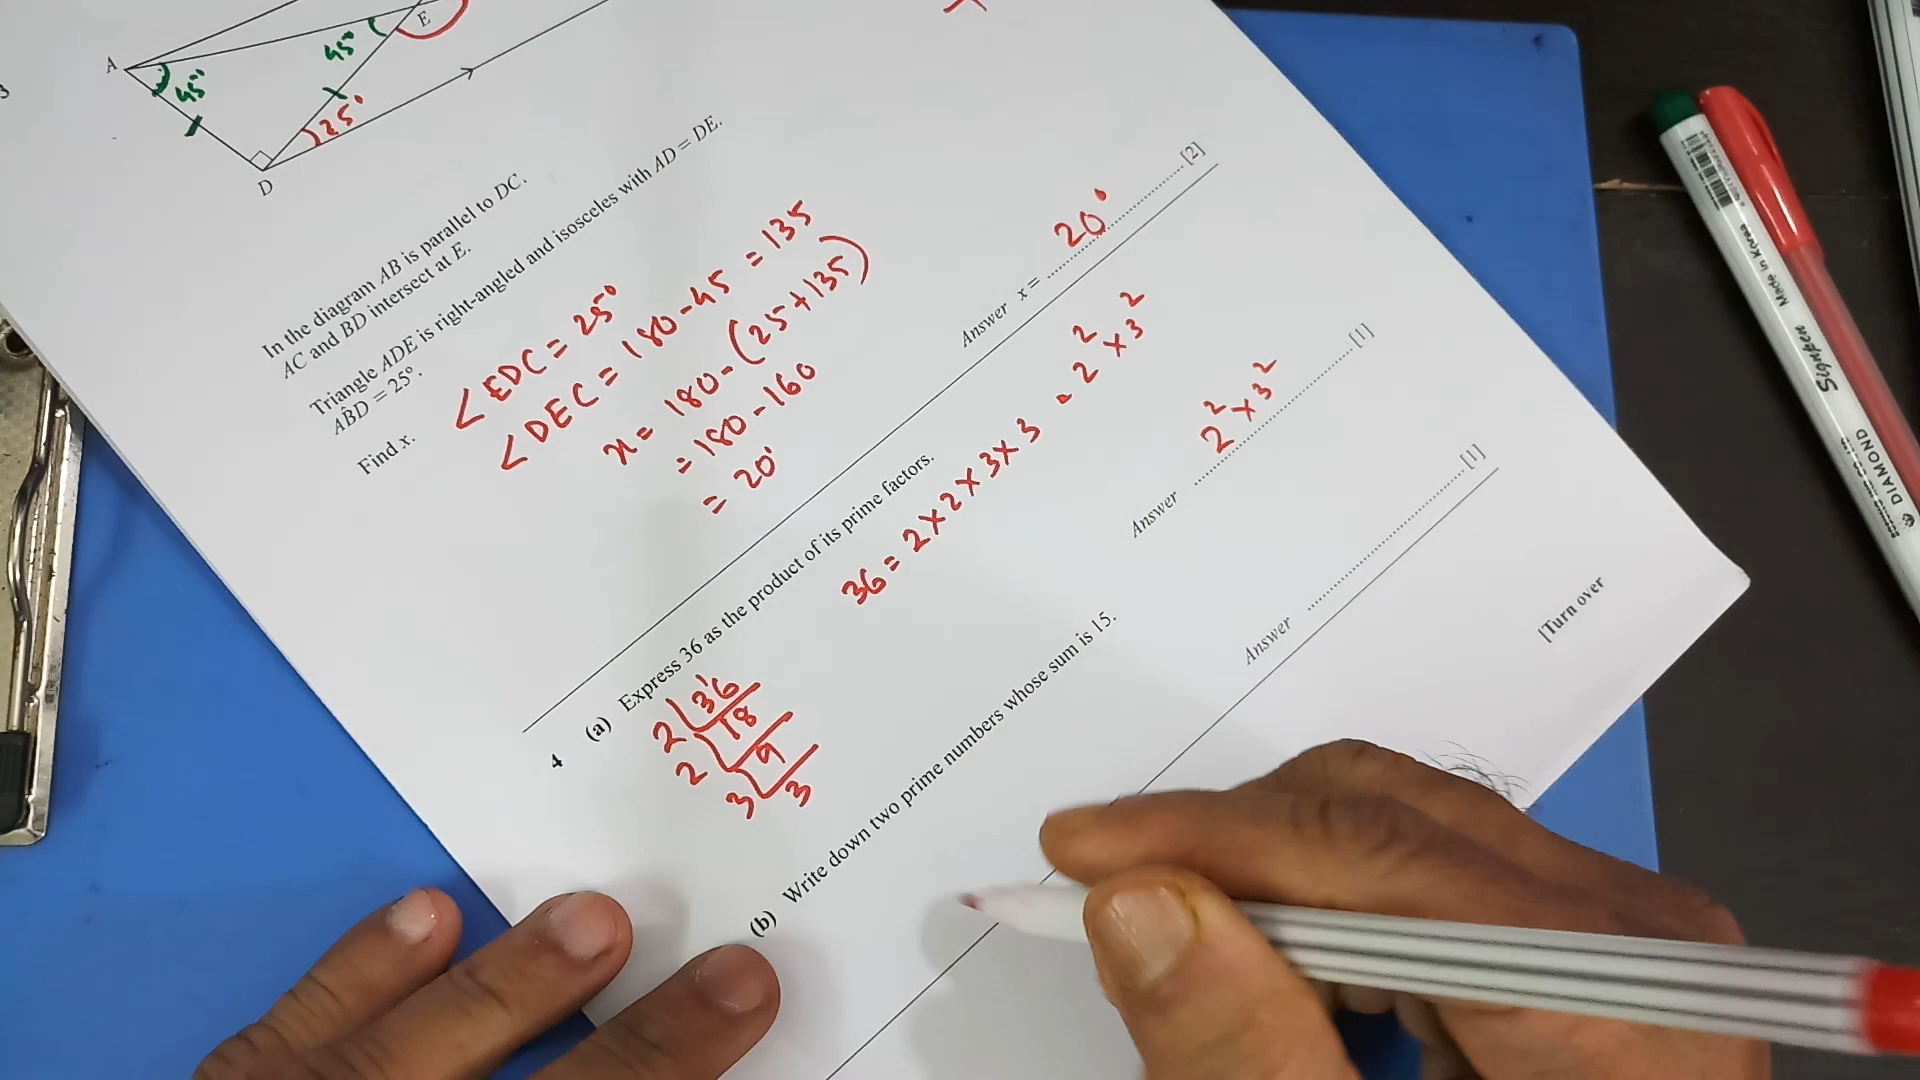 3
A
E
45°
45°
25°
D
In the diagram AB is parallel to DC.
AC and BD intersect at E.
Triangle ADE is right-angled and isosceles with AD = DE.
AB̂D = 25°.
Find x.
∠EDC = 25°
∠DEC = 180 - 45 = 135
x = 180 - (25 + 135)
= 180 - 160
= 20°
Answer x = 20° [2]
4 (a) Express 36 as the product of its prime factors.
2 36
2 18
3 9
3
36 = 2 × 2 × 3 × 3 = 2² × 3²
Answer 2² × 3² [1]
(b) Write down two prime numbers whose sum is 15.
Answer [1]
[Turn over
Made in Korea
DIAMOND